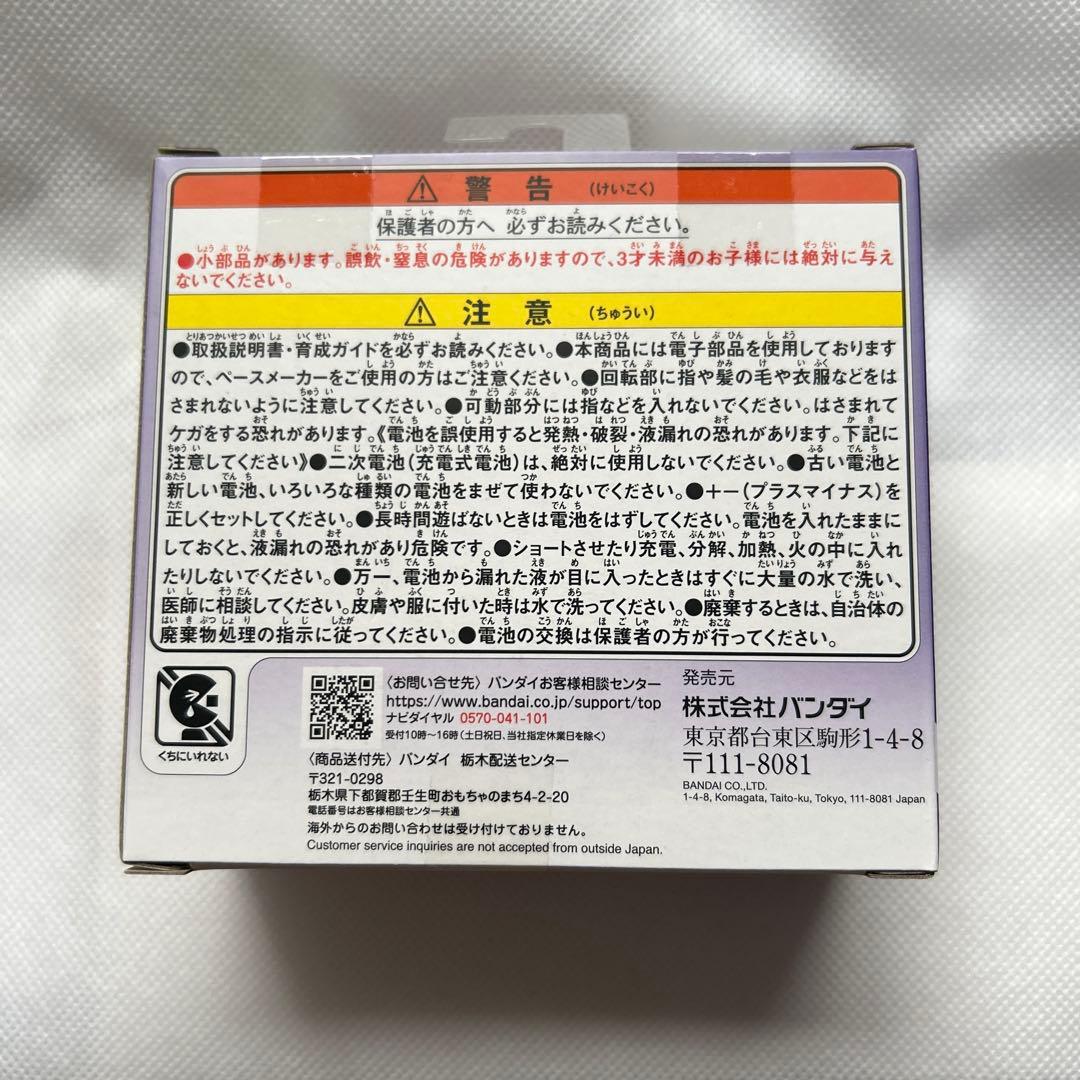 ⚠ 警告 (けいこく)
保護者の方へ 必ずお読みください。
●小部品があります。誤飲・窒息の危険がありますので、3才未満のお子様には絶対に与え
ないでください。
⚠ 注意 (ちゅうい)
●取扱説明書・育成ガイドを必ずお読みください。●本商品には電子部品を使用しております
ので、ペースメーカーをご使用の方はご注意ください。●回転部に指や髪の毛や衣服などをは
さまれないように注意してください。●可動部分には指などを入れないでください。はさまれて
ケガをする恐れがあります。《電池を誤使用すると発熱・破裂・液漏れの恐れがあります。下記に
注意してください》●二次電池(充電式電池)は、絶対に使用しないでください。●古い電池と
新しい電池、いろいろな種類の電池をまぜて使わないでください。●+-(プラスマイナス)を
正しくセットしてください。●長時間遊ばないときは電池をはずしてください。電池を入れたままに
しておくと、液漏れの恐れがあり危険です。●ショートさせたり充電、分解、加熱、火の中に入れ
たりしないでください。●万一、電池から漏れた液が目に入ったときはすぐに大量の水で洗い、
医師に相談してください。皮膚や服に付いた時は水で洗ってください。●廃棄するときは、自治体の
廃棄物処理の指示に従ってください。●電池の交換は保護者の方が行ってください。
くちにいれない
〈お問い合せ先〉バンダイお客様相談センター
https://www.bandai.co.jp/support/top
ナビダイヤル 0570-041-101
受付10時～16時(土日祝日、当社指定休業日を除く)
〈商品送付先〉バンダイ 栃木配送センター
〒321-0298
栃木県下都賀郡壬生町おもちゃのまち4-2-20
電話番号はお客様相談センター共通
海外からのお問い合わせは受け付けておりません。
Customer service inquiries are not accepted from outside Japan.
発売元
株式会社バンダイ
東京都台東区駒形1-4-8
〒111-8081
BANDAI CO.,LTD.
1-4-8, Komagata, Taito-ku, Tokyo, 111-8081 Japan